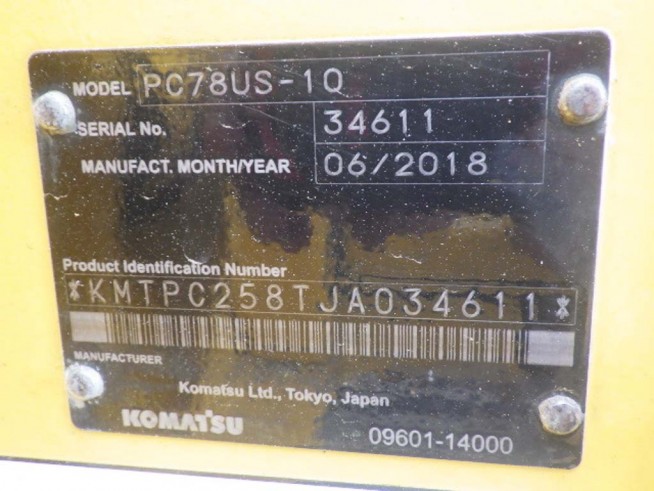 MODEL PC78US-10
SERIAL No. 34611
MANUFACT. MONTH/YEAR 06/2018
Product Identification Number
*KMTPC258TJA034611*
MANUFACTURER
Komatsu Ltd., Tokyo, Japan
KOMATSU
09601-14000